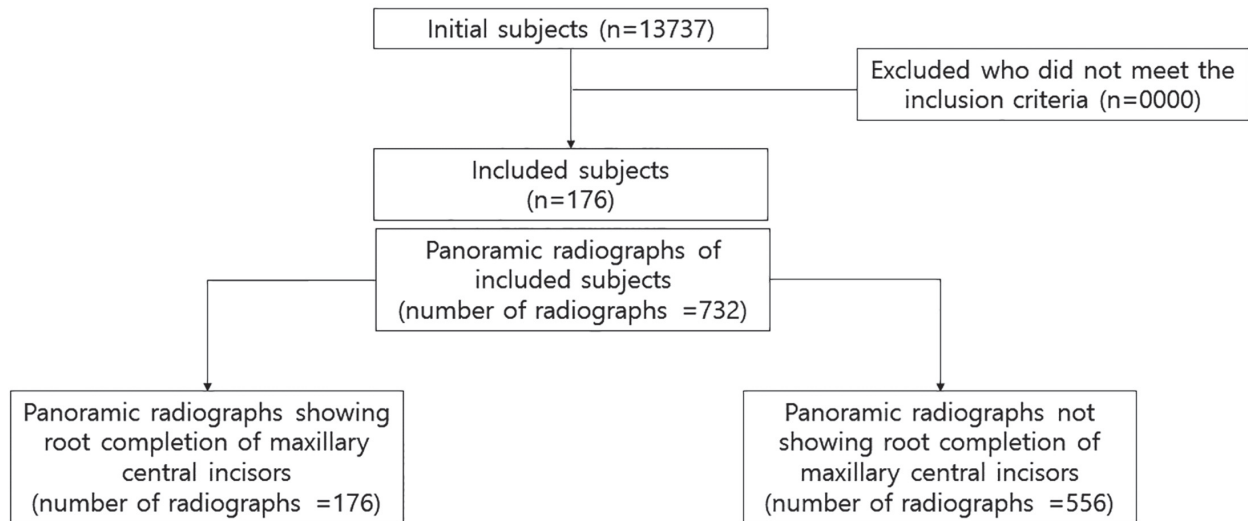 Initial subjects (n=13737)
Excluded who did not meet the
inclusion criteria (n=0000)
Included subjects
(n=176)
Panoramic radiographs of
included subjects
(number of radiographs =732)
Panoramic radiographs showing
root completion of maxillary
central incisors
(number of radiographs =176)
Panoramic radiographs not
showing root completion of
maxillary central incisors
(number of radiographs =556)